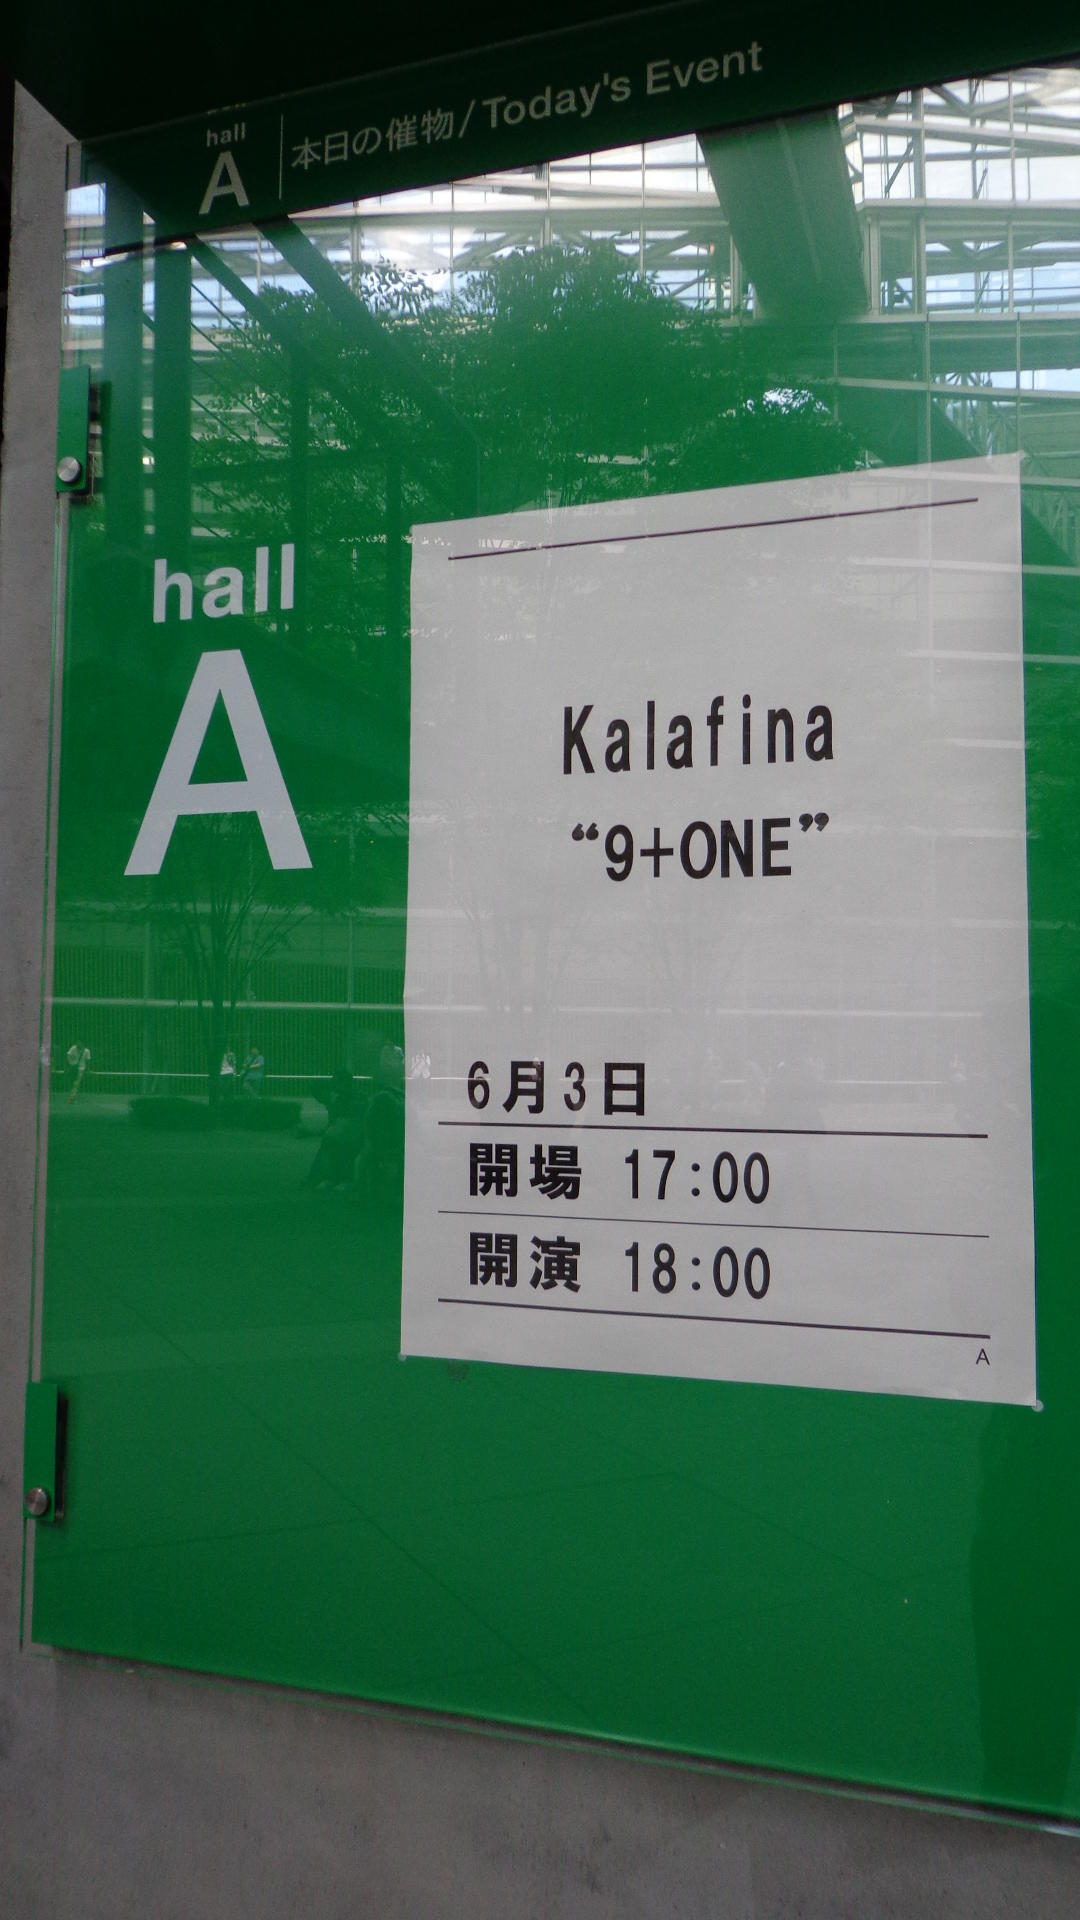 hall
A
本日の催物/Today's Event
hall
A
Kalafina
“9+ONE”
6月3日
開場 17:00
開演 18:00
A